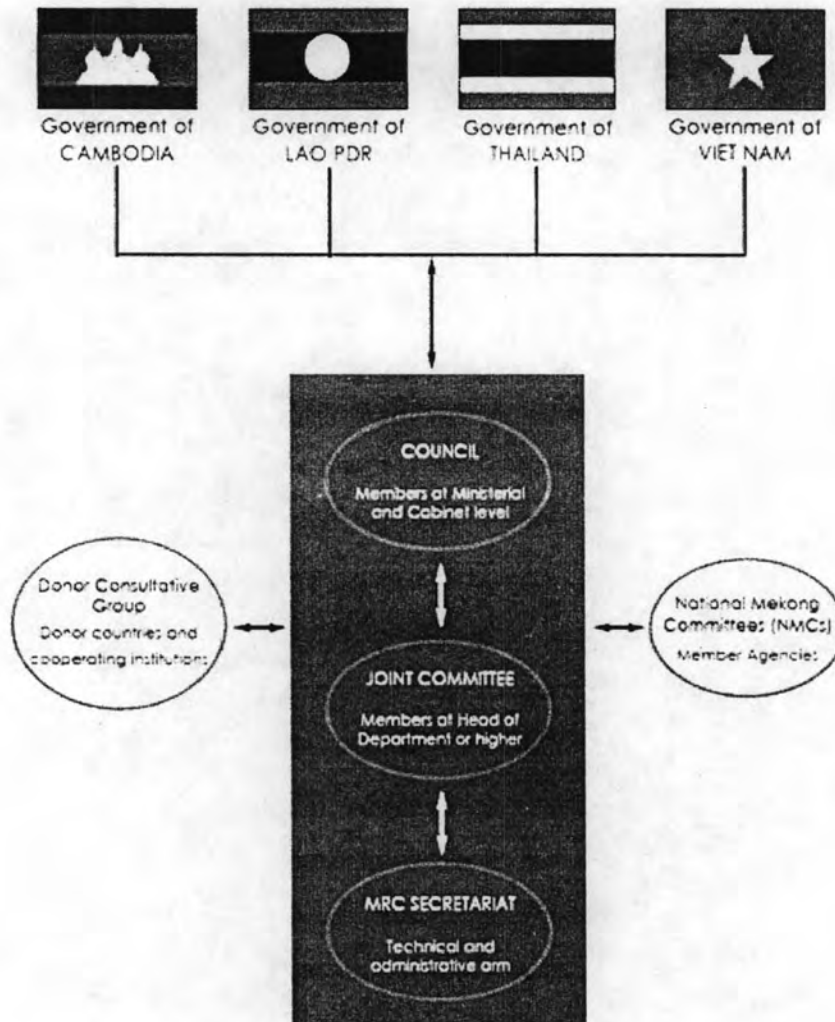 Government of
CAMBODIA
Government of
LAO PDR
Government of
THAILAND
Government of
VIET NAM
COUNCIL
Members at Ministerial
and Cabinet level
Donor Consultative
Group
Donor countries and
cooperating institutions
National Mekong
Committees (NMCs)
Member Agencies
JOINT COMMITTEE
Members at Head of
Department or higher
MRC SECRETARIAT
Technical and
administrative arm